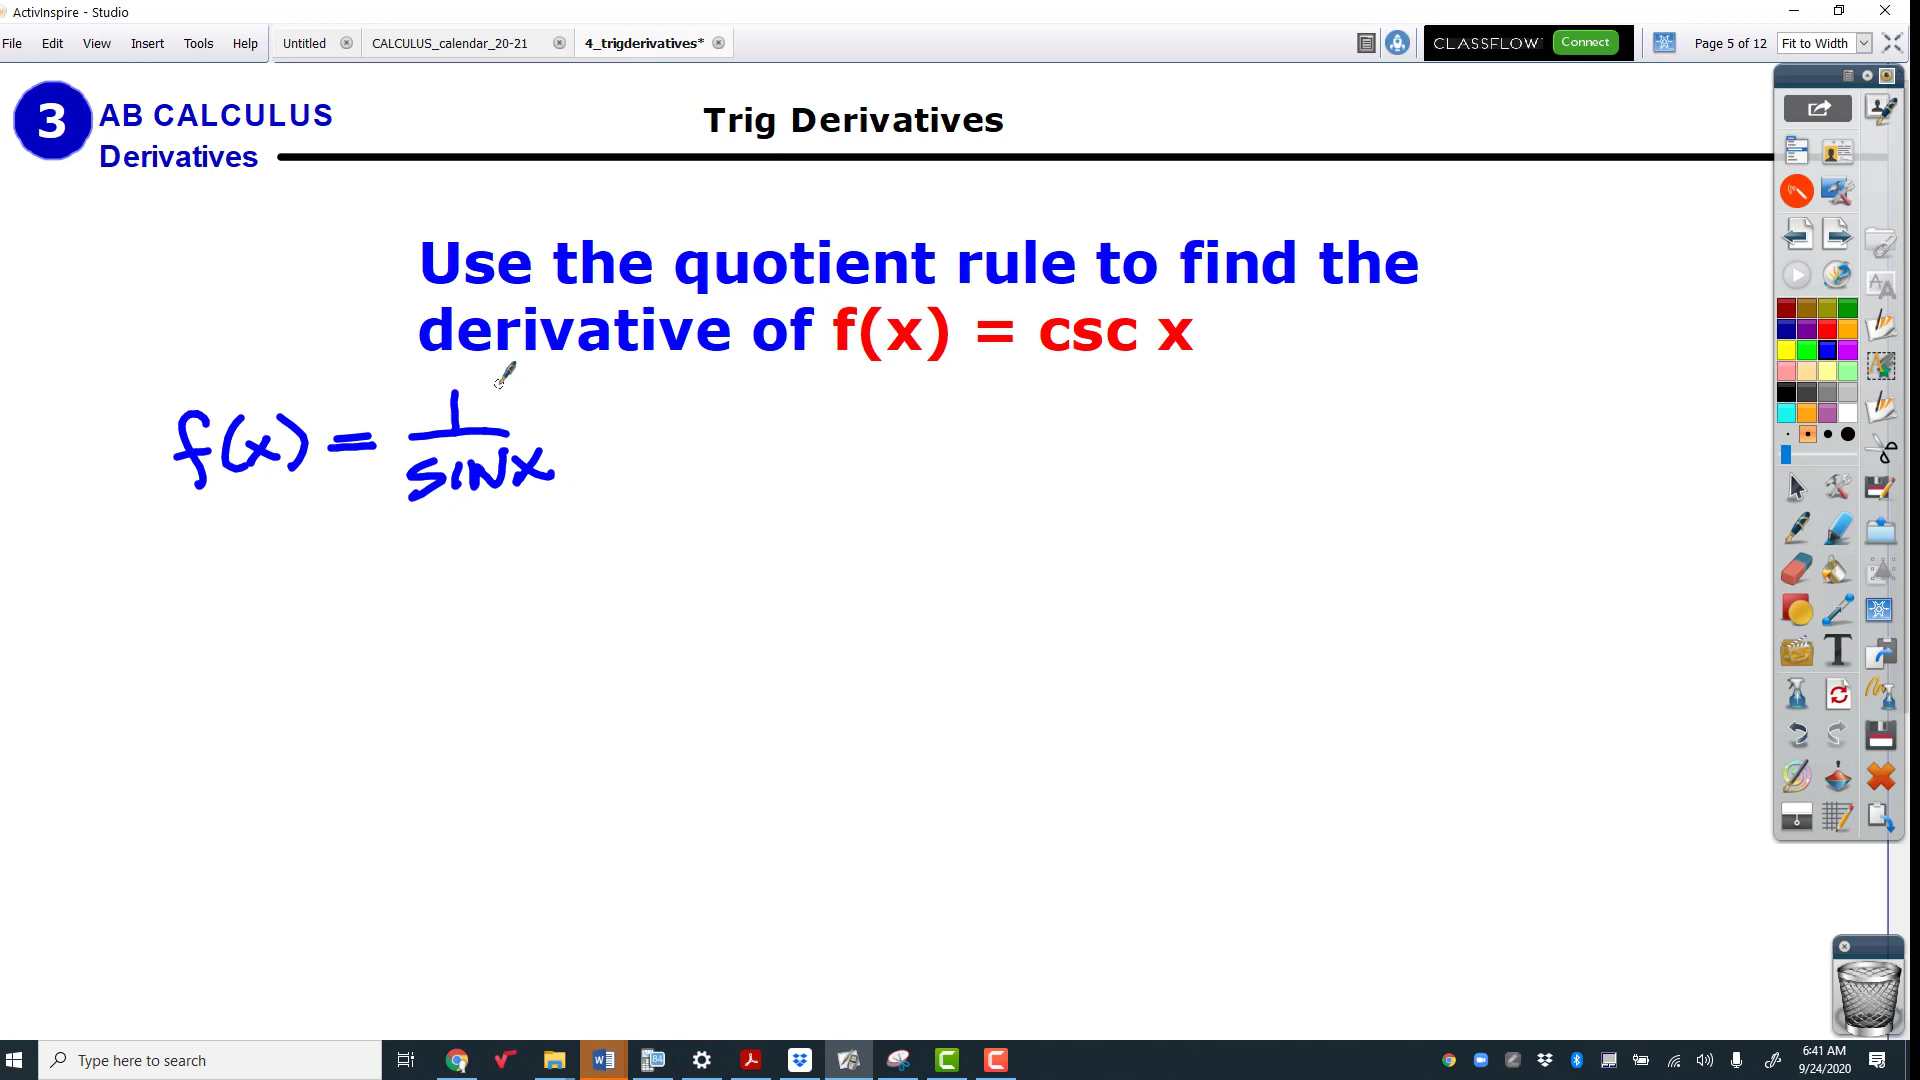 ActivInspire - Studio
File Edit View Insert Tools Help Untitled CALCULUS_calendar_20-21 4_trigderivatives* CLASSFLOW Connect Page 5 of 12 Fit to Width
3 AB CALCULUS
Derivatives
Trig Derivatives
Use the quotient rule to find the
derivative of f(x) = csc x
f(x) = 1
sin x
T
Type here to search
6:41 AM
9/24/2020